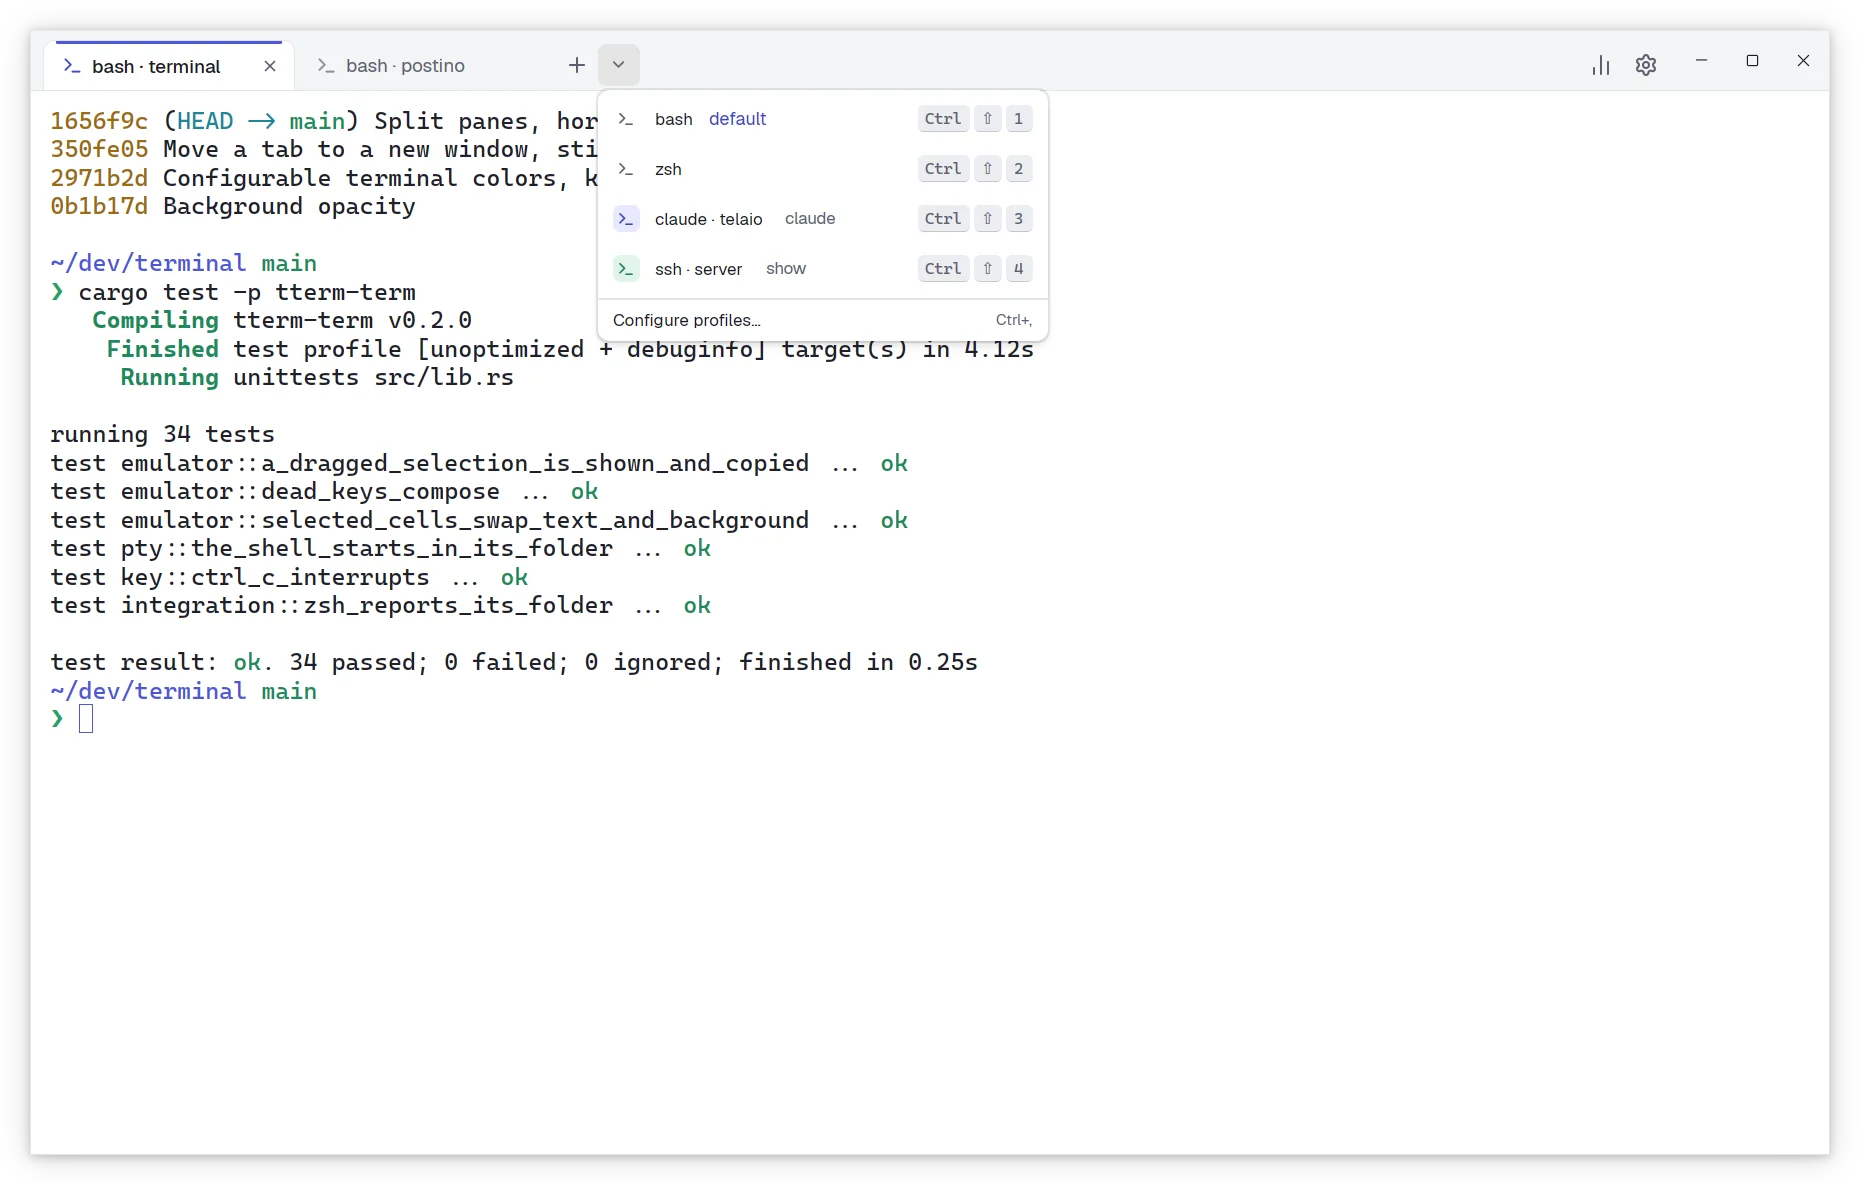 bash · terminal
bash · postino
bash default Ctrl ⇧ 1
zsh Ctrl ⇧ 2
claude · telaio claude Ctrl ⇧ 3
ssh · server show Ctrl ⇧ 4
Configure profiles... Ctrl+,
1656f9c (HEAD -> main) Split panes, hor
350fe05 Move a tab to a new window, sti
2971b2d Configurable terminal colors, k
0b1b17d Background opacity
~/dev/terminal main
❯ cargo test -p tterm-term
Compiling tterm-term v0.2.0
Finished test profile [unoptimized + debuginfo] target(s) in 4.12s
Running unittests src/lib.rs
running 34 tests
test emulator::a_dragged_selection_is_shown_and_copied ... ok
test emulator::dead_keys_compose ... ok
test emulator::selected_cells_swap_text_and_background ... ok
test pty::the_shell_starts_in_its_folder ... ok
test key::ctrl_c_interrupts ... ok
test integration::zsh_reports_its_folder ... ok
test result: ok. 34 passed; 0 failed; 0 ignored; finished in 0.25s
~/dev/terminal main
❯